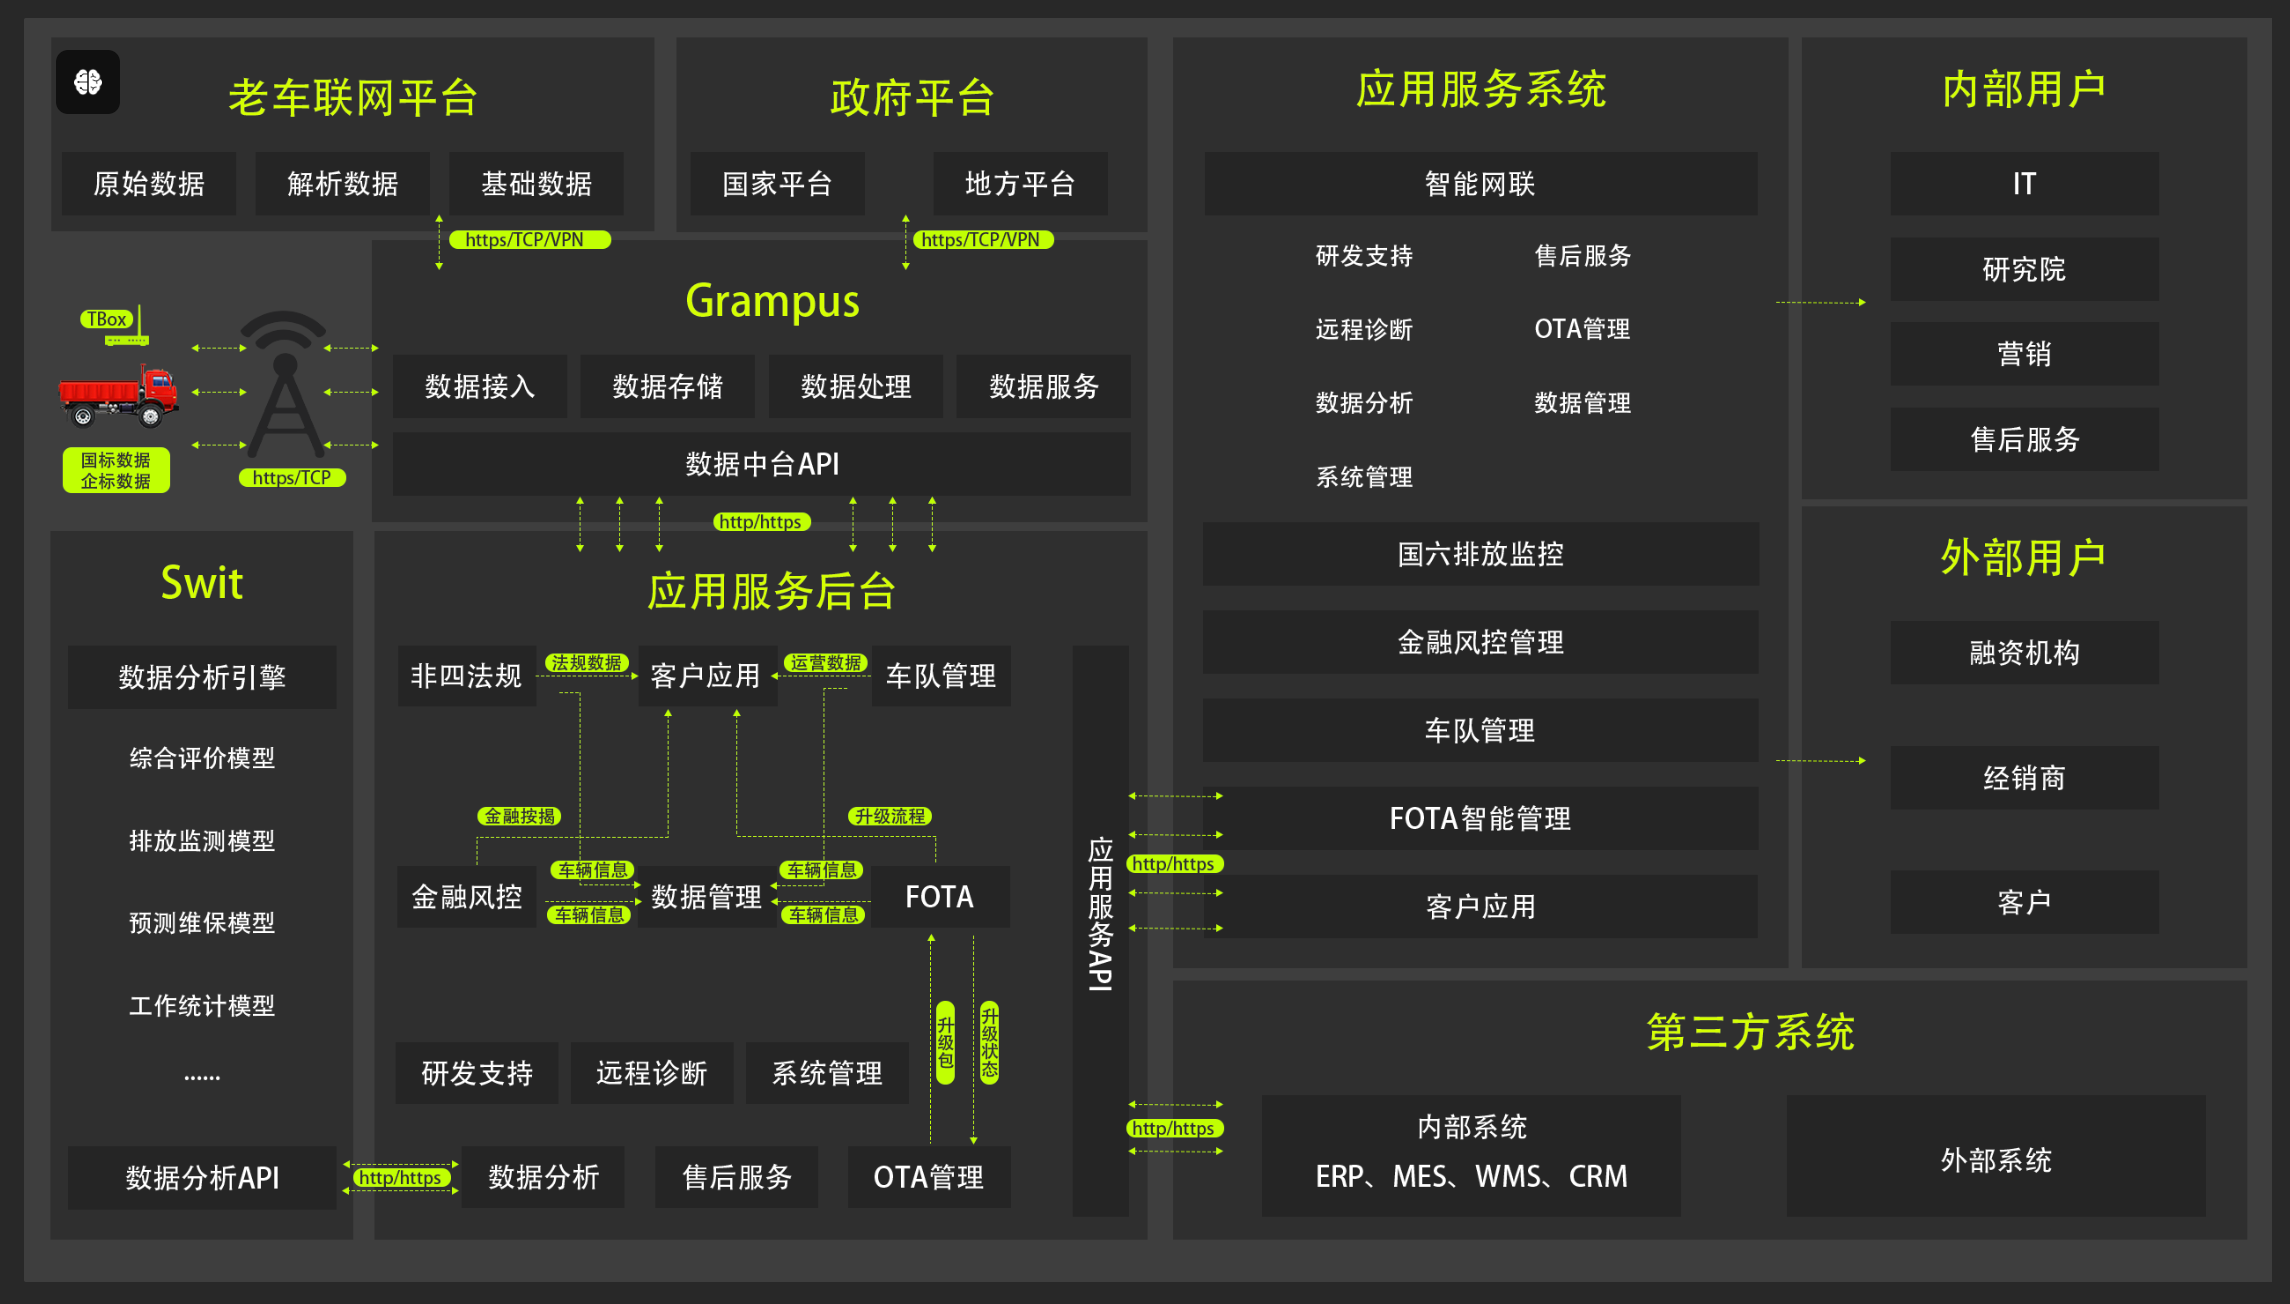 老车联网平台
原始数据
解析数据
基础数据
https/TCP/VPN
政府平台
国家平台
地方平台
https/TCP/VPN
TBox
国标数据
企标数据
https/TCP
Grampus
数据接入
数据存储
数据处理
数据服务
数据中台API
http/https
Swit
数据分析引擎
综合评价模型
排放监测模型
预测维保模型
工作统计模型
......
数据分析API
http/https
应用服务后台
非四法规
法规数据
客户应用
运营数据
车队管理
金融按揭
升级流程
车辆信息
车辆信息
金融风控
数据管理
FOTA
车辆信息
车辆信息
升级包
升级状态
研发支持
远程诊断
系统管理
数据分析
售后服务
OTA管理
应用服务API
http/https
http/https
应用服务系统
智能网联
研发支持
售后服务
远程诊断
OTA管理
数据分析
数据管理
系统管理
国六排放监控
金融风控管理
车队管理
FOTA智能管理
客户应用
内部用户
IT
研究院
营销
售后服务
外部用户
融资机构
经销商
客户
第三方系统
内部系统
ERP、MES、WMS、CRM
外部系统